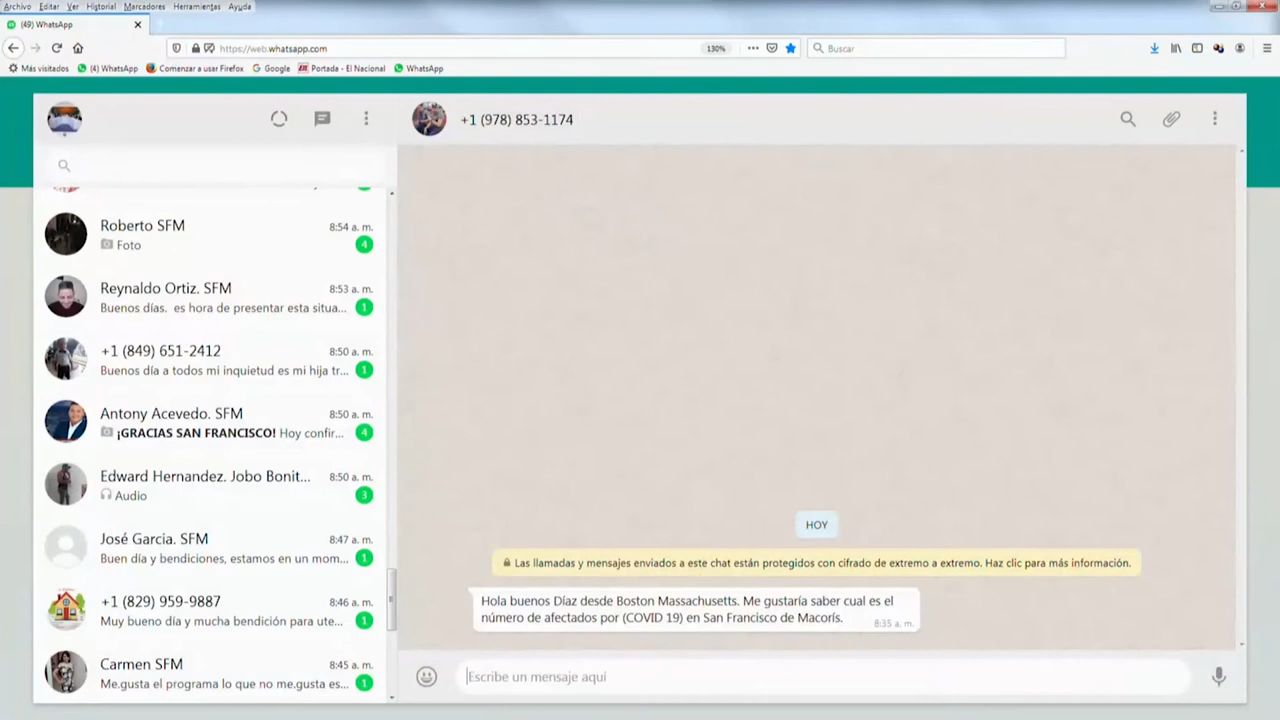 Archivo Editar Ver Historial Marcadores Herramientas Ayuda
(49) WhatsApp
https://web.whatsapp.com
130%
Buscar
Más visitados (4) WhatsApp Comenzar a usar Firefox Google Portada - El Nacional WhatsApp
+1 (978) 853-1174
Roberto SFM 8:54 a. m.
Foto 4
Reynaldo Ortiz. SFM 8:53 a. m.
Buenos días. es hora de presentar esta situa... 1
+1 (849) 651-2412 8:50 a. m.
Buenos día a todos mi inquietud es mi hija tr... 1
Antony Acevedo. SFM 8:50 a. m.
¡GRACIAS SAN FRANCISCO! Hoy confir... 4
Edward Hernandez. Jobo Bonit... 8:50 a. m.
Audio 3
José Garcia. SFM 8:47 a. m.
Buen día y bendiciones, estamos en un mom... 1
+1 (829) 959-9887 8:46 a. m.
Muy bueno día y mucha bendición para ute... 1
Carmen SFM 8:45 a. m.
Me.gusta el programa lo que no me.gusta es... 1
HOY
Las llamadas y mensajes enviados a este chat están protegidos con cifrado de extremo a extremo. Haz clic para más información.
Hola buenos Díaz desde Boston Massachusetts. Me gustaría saber cual es el
número de afectados por (COVID 19) en San Francisco de Macorís.
8:35 a. m.
Escribe un mensaje aquí